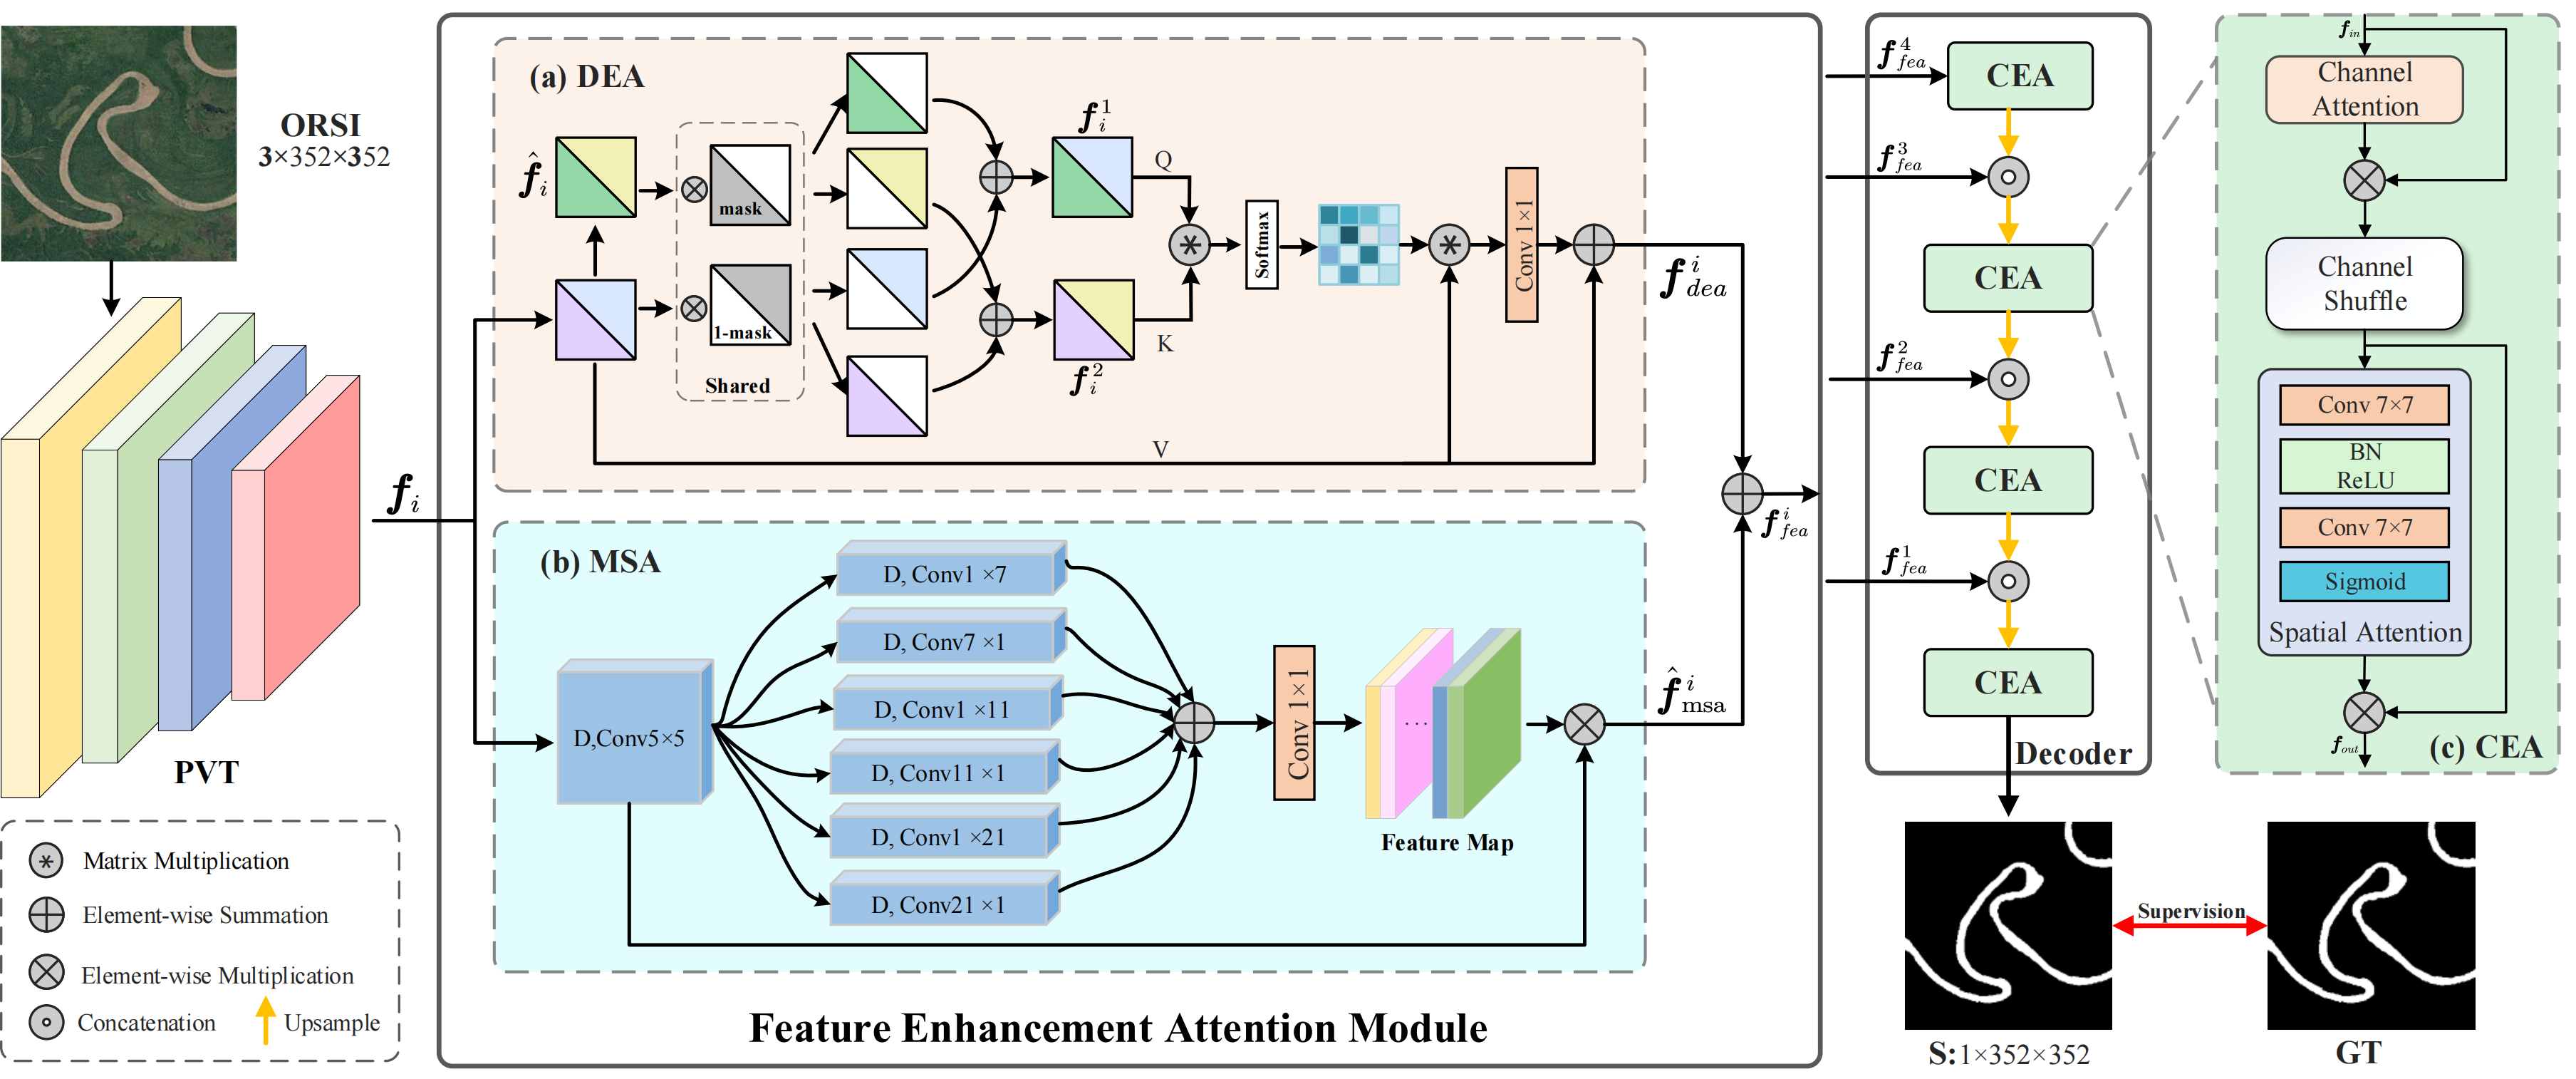 ORSI
3×352×352
PVT
f_i
Matrix Multiplication
Element-wise Summation
Element-wise Multiplication
Concatenation
Upsample
(a) DEA
\hat{f}_i
mask
1-mask
Shared
f_i^1
f_i^2
Q
K
V
Softmax
Conv 1×1
f_{dea}^i
(b) MSA
D,Conv5×5
D, Conv1 ×7
D, Conv7 ×1
D, Conv1 ×11
D, Conv11 ×1
D, Conv1 ×21
D, Conv21 ×1
Conv 1×1
...
Feature Map
\hat{f}_{msa}^i
f_{fea}^i
Feature Enhancement Attention Module
f_{fea}^4
CEA
f_{fea}^3
CEA
f_{fea}^2
CEA
f_{fea}^1
CEA
Decoder
f_{in}
Channel
Attention
Channel
Shuffle
Conv 7×7
BN
ReLU
Conv 7×7
Sigmoid
Spatial Attention
f_{out}
(c) CEA
Supervision
S:1×352×352
GT